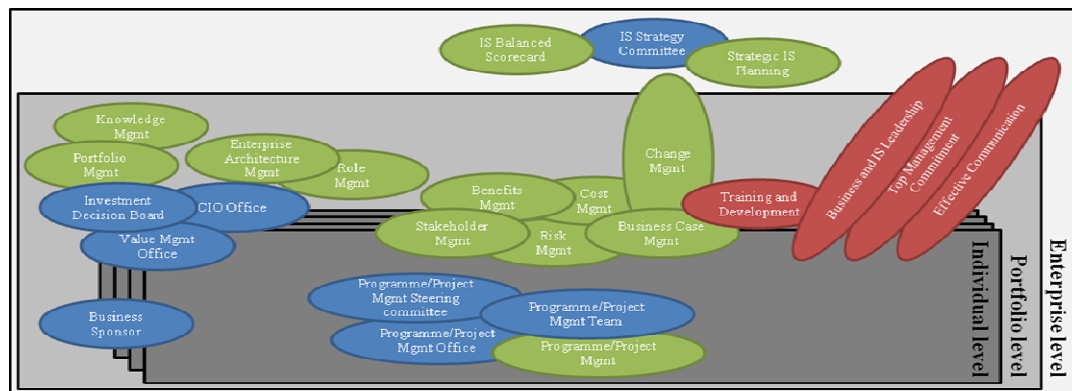 IS Balanced
Scorecard
IS Strategy
Committee
Strategic IS
Planning
Knowledge
Mgmt
Portfolio
Mgmt
Enterprise
Architecture
Mgmt
Role
Mgmt
Investment
Decision Board
CIO Office
Value Mgmt
Office
Business
Sponsor
Benefits
Mgmt
Cost
Mgmt
Stakeholder
Mgmt
Risk
Mgmt
Business Case
Mgmt
Change
Mgmt
Training and
Development
Business and IS Leadership
Top Management
Commitment
Effective Communication
Programme/Project
Mgmt Steering
committee
Programme/Project
Mgmt Team
Programme/Project
Mgmt Office
Programme/Project
Mgmt
Individual level
Portfolio level
Enterprise level